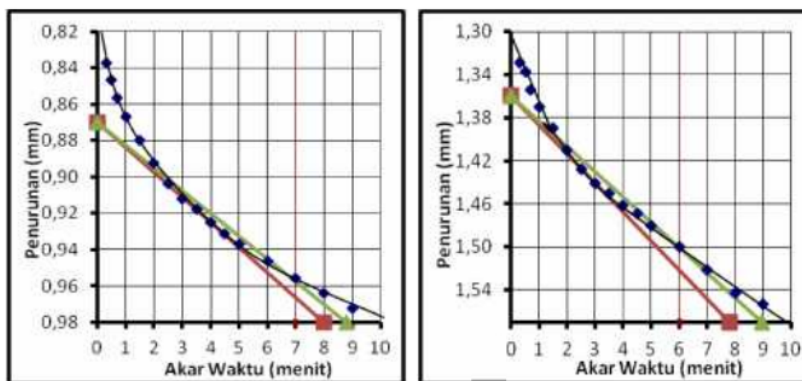 0,82
0,84
0,86
0,88
0,90
0,92
0,94
0,96
0,98
Penurunan (mm)
0 1 2 3 4 5 6 7 8 9 10
Akar Waktu (menit)
1,30
1,34
1,38
1,42
1,46
1,50
1,54
Penurunan (mm)
0 1 2 3 4 5 6 7 8 9 10
Akar Waktu (menit)